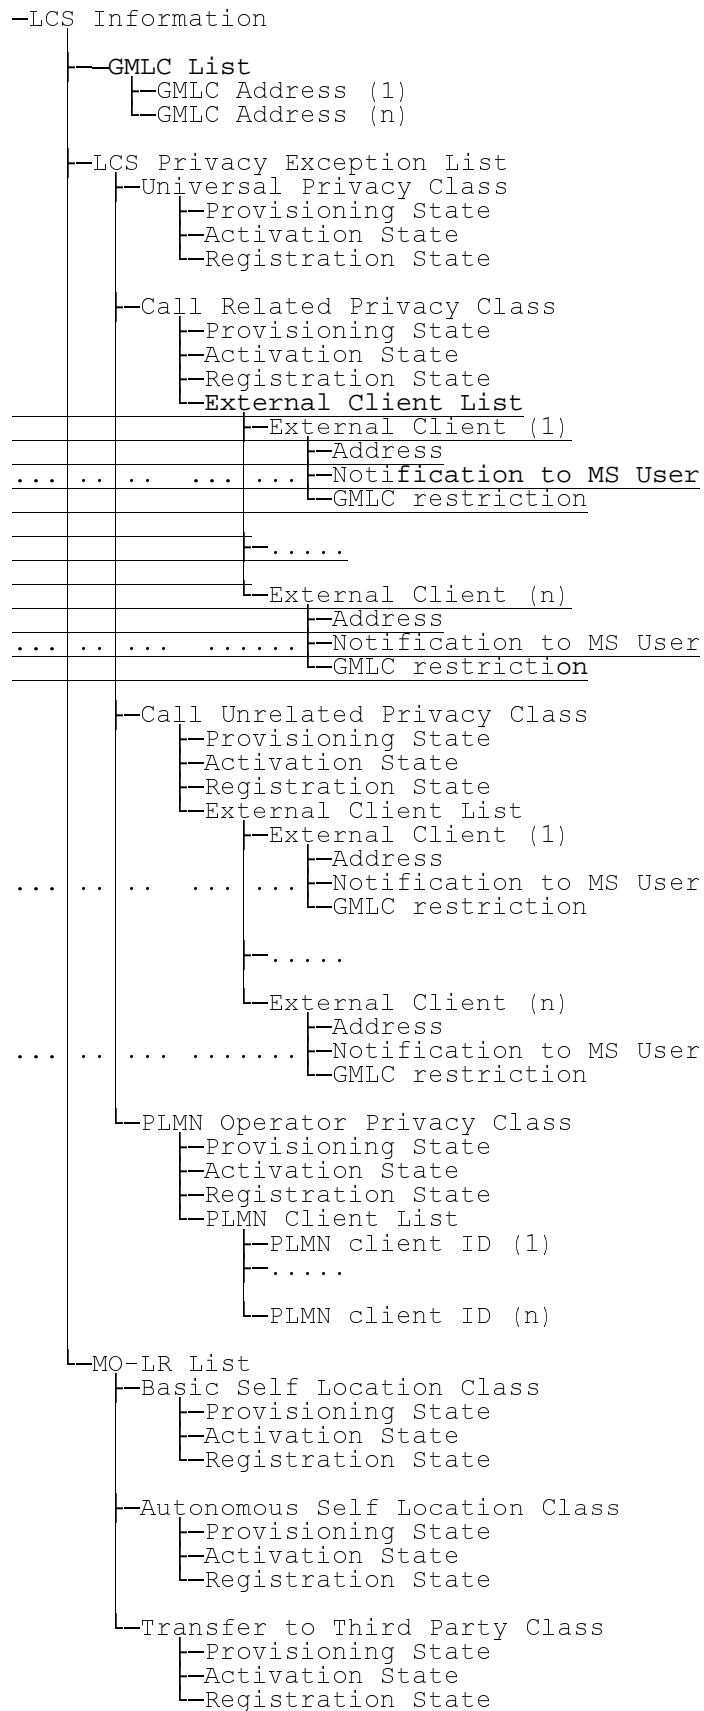 LCS Information
GMLC List
GMLC Address (1)
GMLC Address (n)
LCS Privacy Exception List
Universal Privacy Class
Provisioning State
Activation State
Registration State
Call Related Privacy Class
Provisioning State
Activation State
Registration State
External Client List
External Client (1)
Address
... .. .. ... ... Notification to MS User
GMLC restriction
.....
External Client (n)
Address
... .. ... ...... Notification to MS User
GMLC restriction
Call Unrelated Privacy Class
Provisioning State
Activation State
Registration State
External Client List
External Client (1)
Address
... .. .. ... ... Notification to MS User
GMLC restriction
.....
External Client (n)
Address
... .. ... ....... Notification to MS User
GMLC restriction
PLMN Operator Privacy Class
Provisioning State
Activation State
Registration State
PLMN Client List
PLMN client ID (1)
.....
PLMN client ID (n)
MO-LR List
Basic Self Location Class
Provisioning State
Activation State
Registration State
Autonomous Self Location Class
Provisioning State
Activation State
Registration State
Transfer to Third Party Class
Provisioning State
Activation State
Registration State